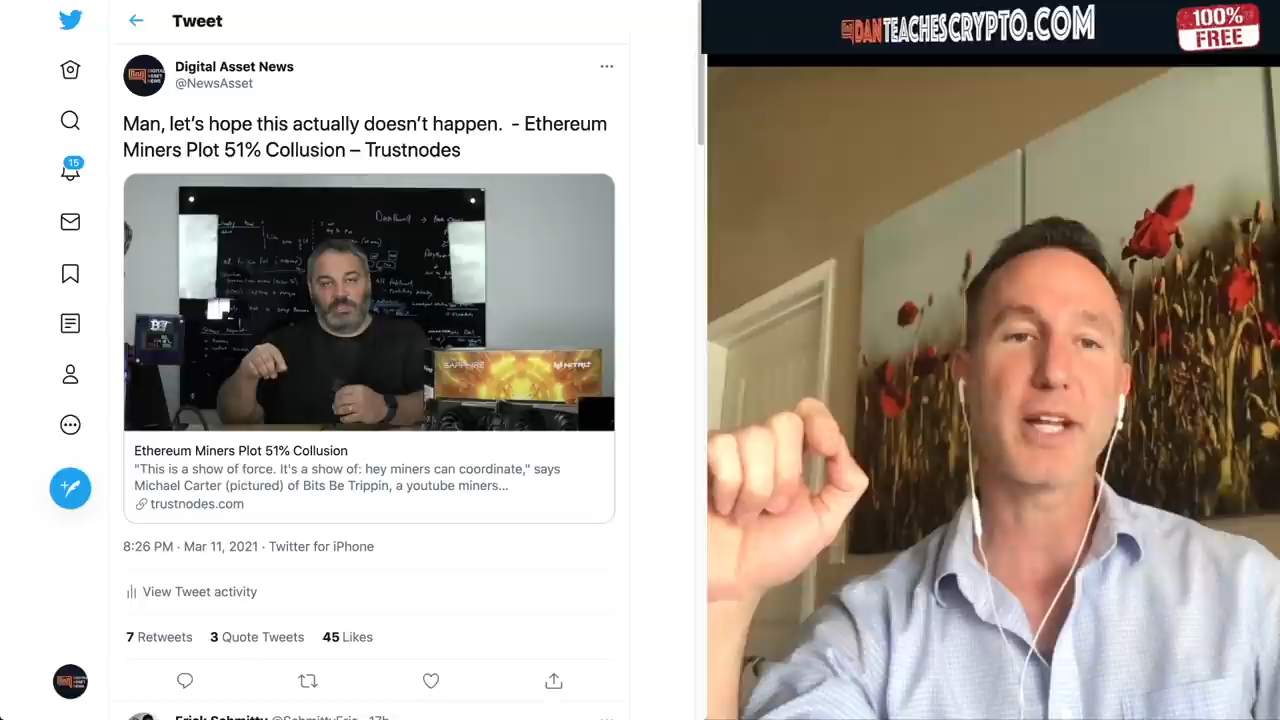 Tweet
DANTEACHESCRYPTO.COM
100%
FREE
Digital Asset News
@NewsAsset
Man, let’s hope this actually doesn’t happen. - Ethereum
Miners Plot 51% Collusion – Trustnodes
15
SAPPHIRE
NITRO
Ethereum Miners Plot 51% Collusion
"This is a show of force. It's a show of: hey miners can coordinate," says
Michael Carter (pictured) of Bits Be Trippin, a youtube miners...
trustnodes.com
8:26 PM · Mar 11, 2021 · Twitter for iPhone
View Tweet activity
7 Retweets 3 Quote Tweets 45 Likes